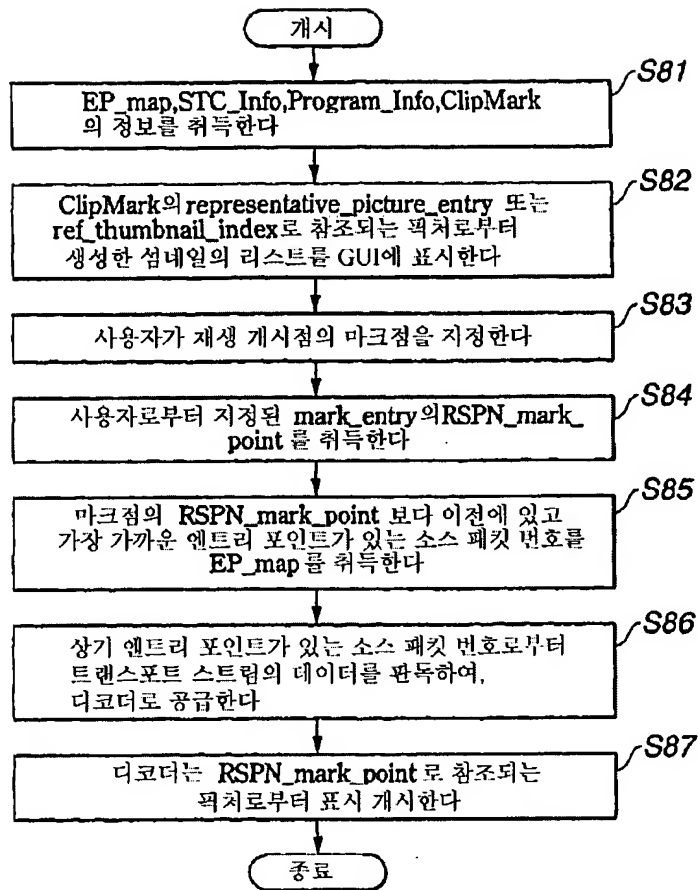 개시
S81
EP_map,STC_Info,Program_Info,ClipMark
의 정보를 취득한다
S82
ClipMark의 representative_picture_entry 또는
ref_thumbnail_index로 참조되는 픽처로부터
생성한 섬네일의 리스트를 GUI에 표시한다
S83
사용자가 재생 개시점의 마크점을 지정한다
S84
사용자로부터 지정된 mark_entry의RSPN_mark_
point 를 취득한다
S85
마크점의 RSPN_mark_point 보다 이전에 있고
가장 가까운 엔트리 포인트가 있는 소스 패킷 번호를
EP_map를 취득한다
S86
상기 엔트리 포인트가 있는 소스 패킷 번호로부터
트랜스포트 스트림의 데이터를 판독하여,
디코더로 공급한다
S87
디코더는 RSPN_mark_point로 참조되는
픽처로부터 표시 개시한다
종료